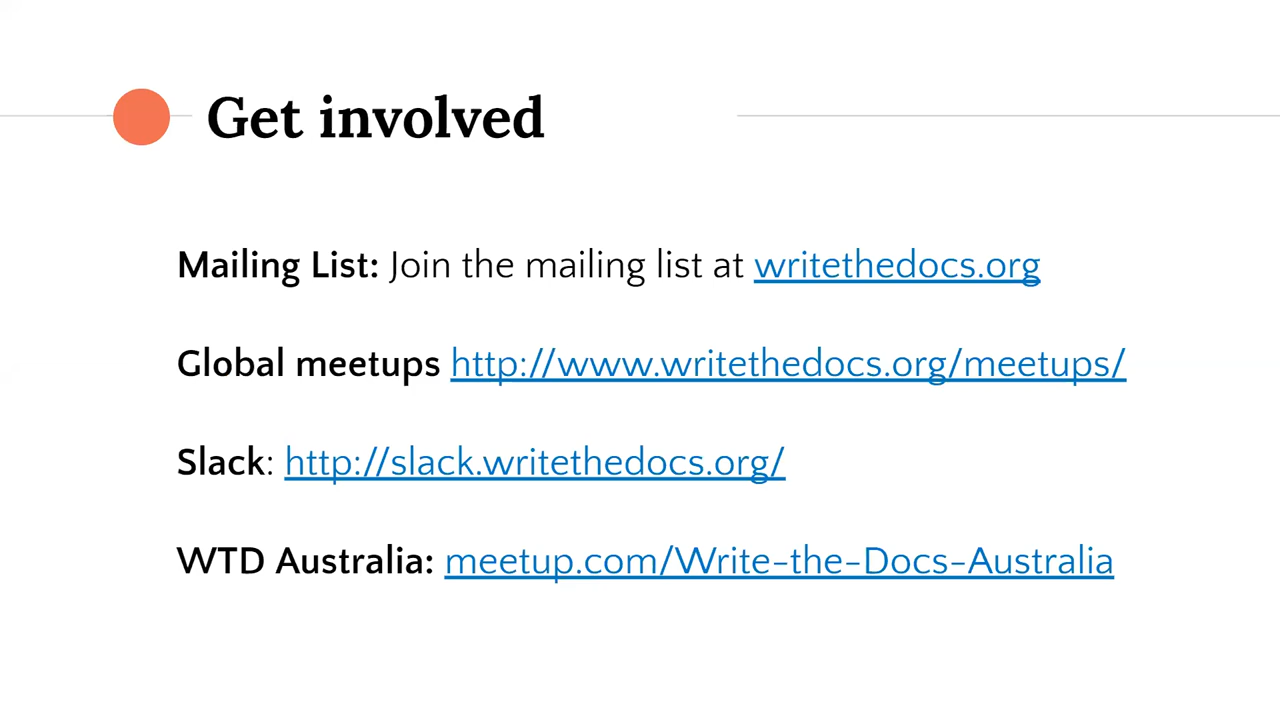 Get involved
Mailing List: Join the mailing list at writethedocs.org
Global meetups http://www.writethedocs.org/meetups/
Slack: http://slack.writethedocs.org/
WTD Australia: meetup.com/Write-the-Docs-Australia